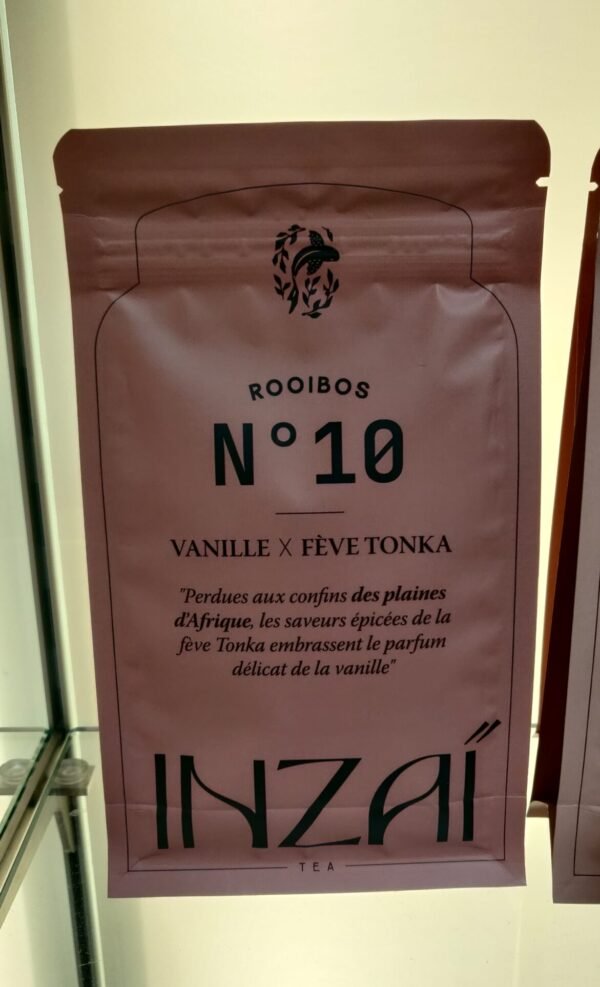 ROOIBOS
N°10
VANILLE X FÈVE TONKA
"Perdues aux confins des plaines
d'Afrique, les saveurs épicées de la
fève Tonka embrassent le parfum
délicat de la vanille"
INZAÏ
TEA